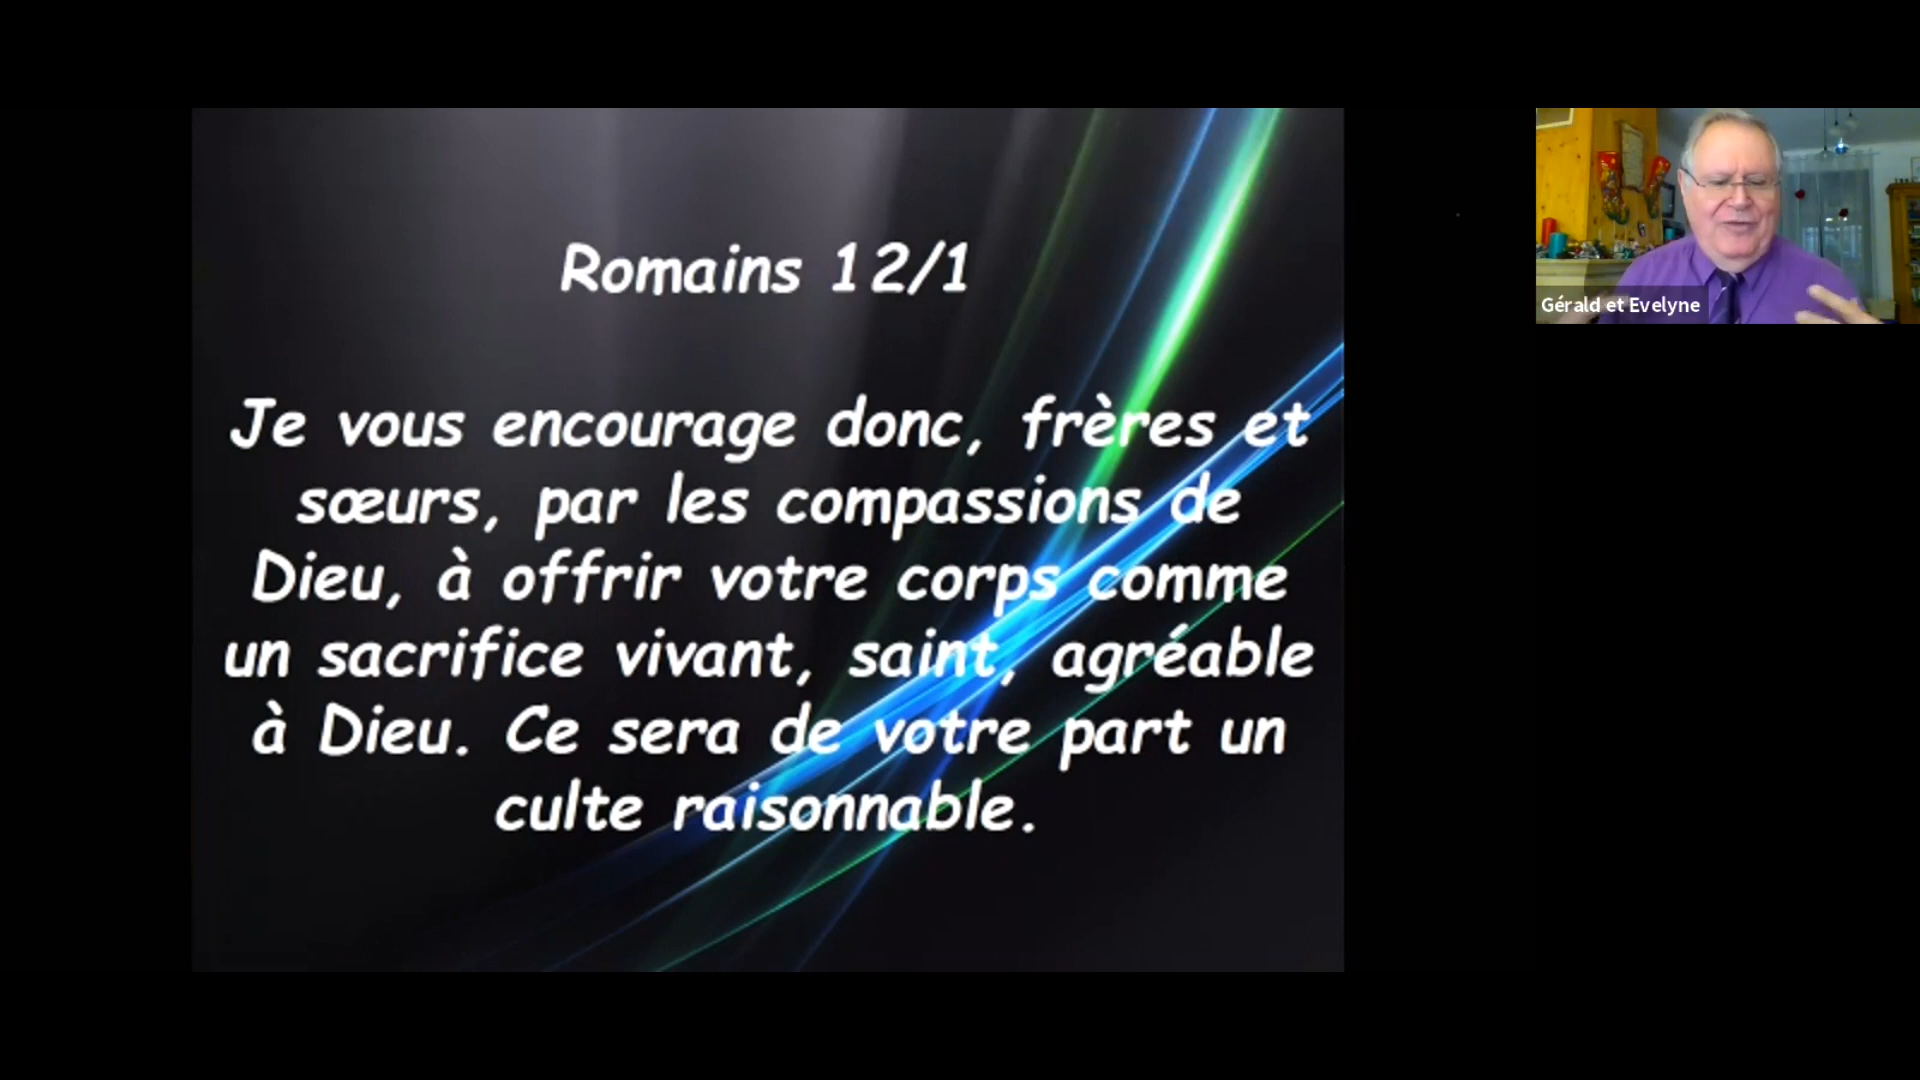 Romains 12/1
Je vous encourage donc, frères et
sœurs, par les compassions de
Dieu, à offrir votre corps comme
un sacrifice vivant, saint, agréable
à Dieu. Ce sera de votre part un
culte raisonnable.
Gérald et Evelyne